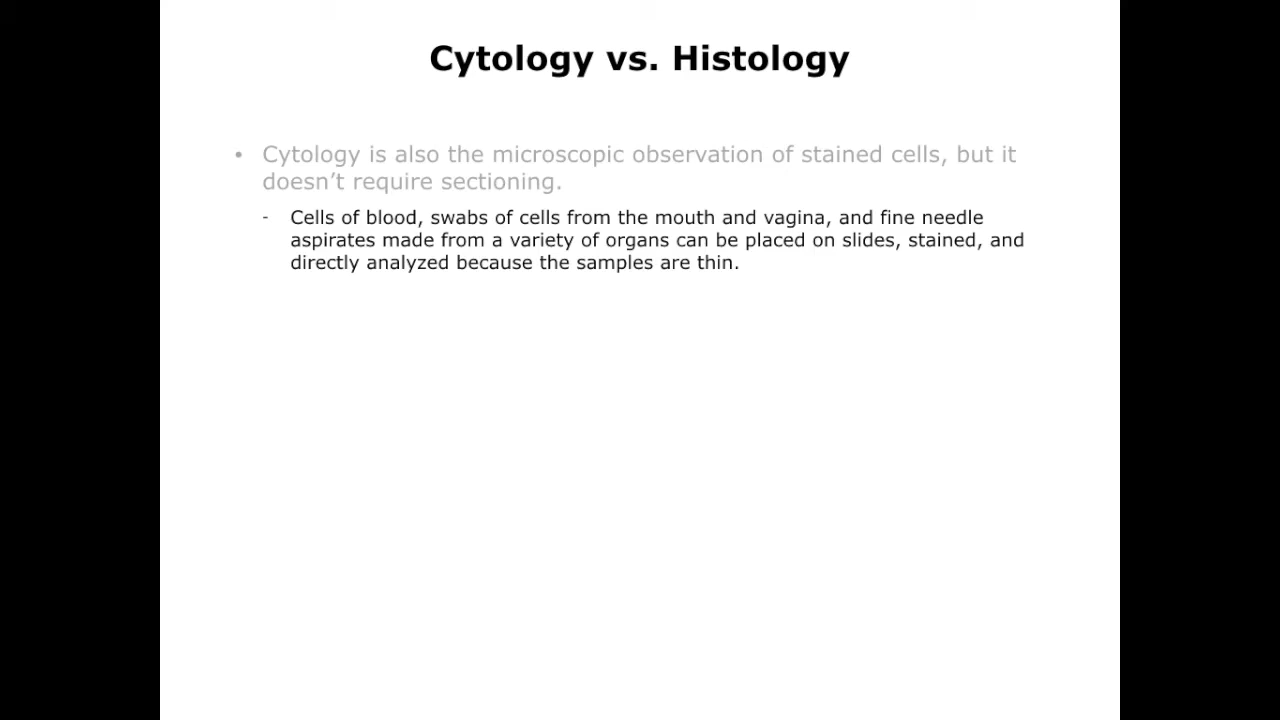 Cytology vs. Histology
• Cytology is also the microscopic observation of stained cells, but it
doesn’t require sectioning.
- Cells of blood, swabs of cells from the mouth and vagina, and fine needle
aspirates made from a variety of organs can be placed on slides, stained, and
directly analyzed because the samples are thin.